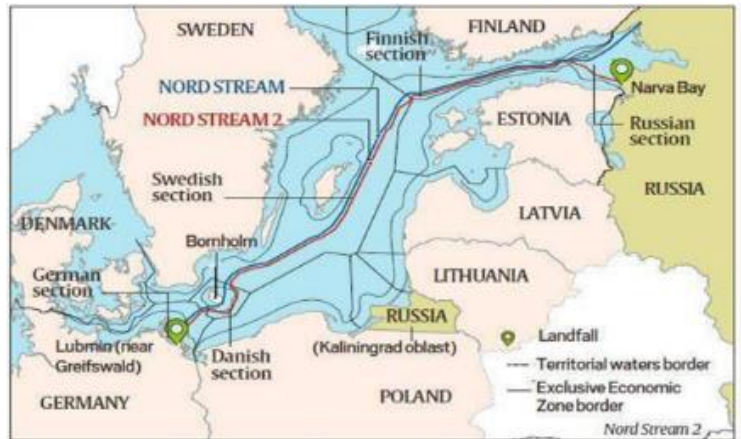 SWEDEN
FINLAND
Finnish
section
NORD STREAM
NORD STREAM 2
Narva Bay
ESTONIA
Russian
section
Swedish
section
RUSSIA
LATVIA
DENMARK
Bornholm
German
section
LITHUANIA
RUSSIA
(Kaliningrad oblast)
Landfall
Lubmin (near
Greifswald)
Danish
section
Territorial waters border
Exclusive Economic
Zone border
GERMANY
POLAND
Nord Stream 2